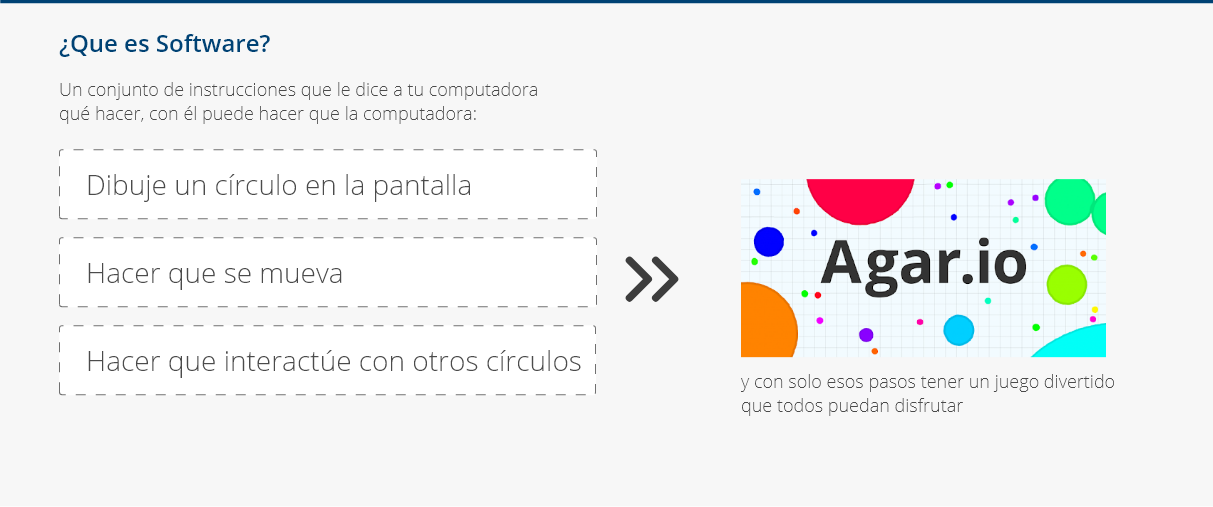 ¿Que es Software?
Un conjunto de instrucciones que le dice a tu computadora
qué hacer, con él puede hacer que la computadora:
Dibuje un círculo en la pantalla
Hacer que se mueva
Hacer que interactúe con otros círculos
Agar.io
y con solo esos pasos tener un juego divertido
que todos puedan disfrutar